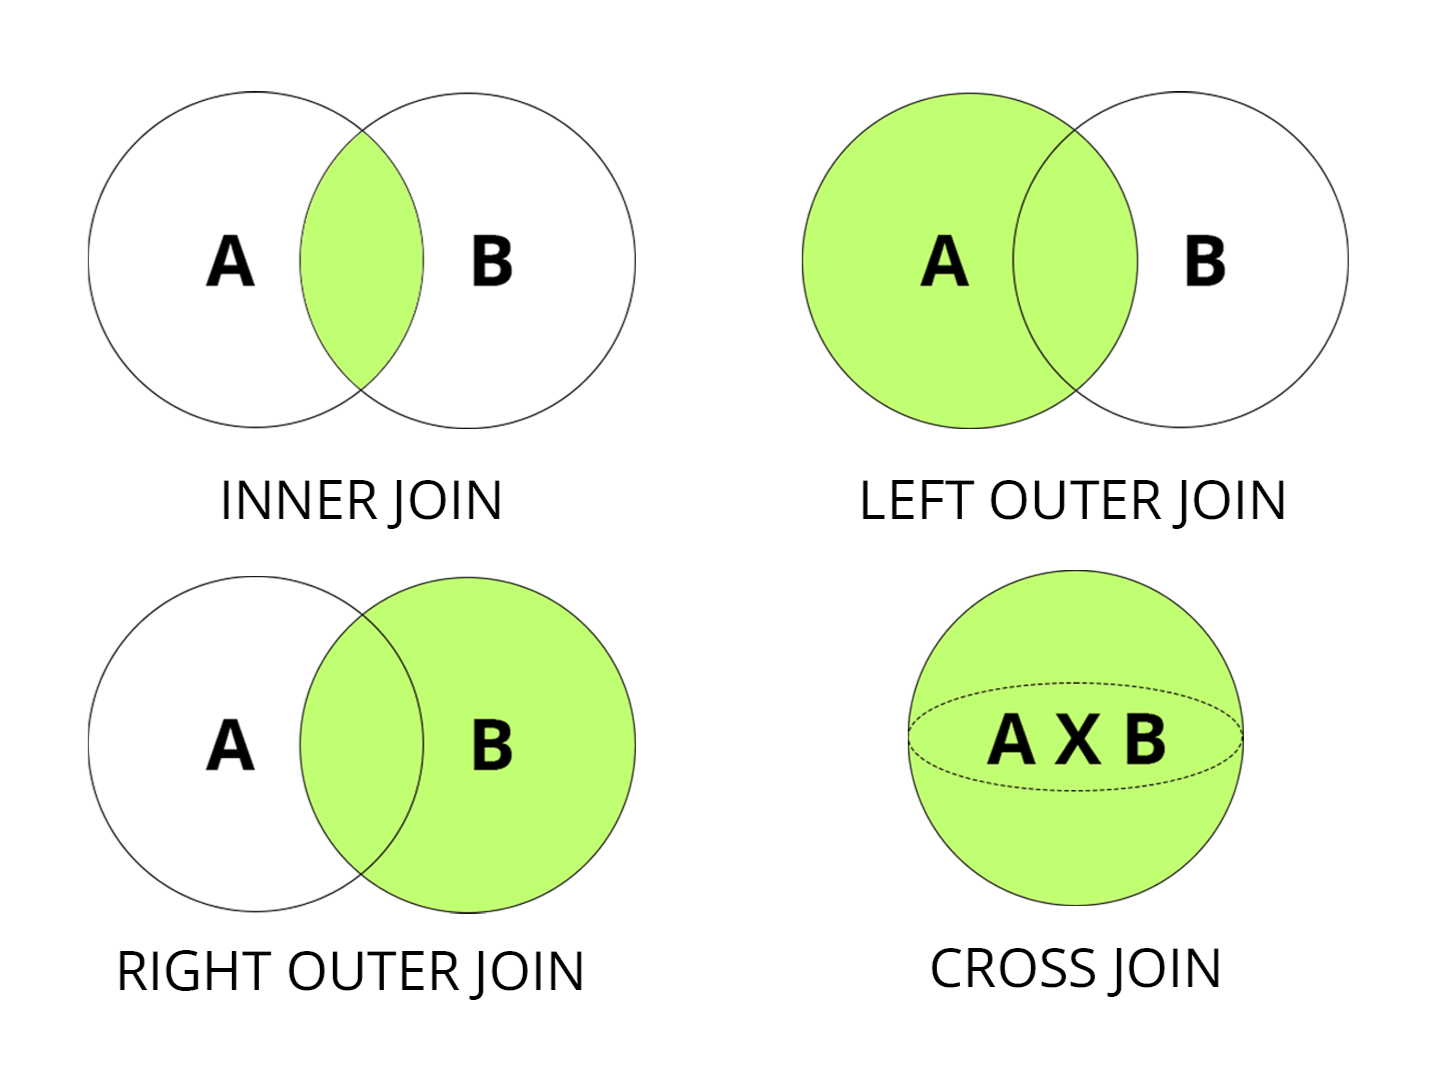 A B
INNER JOIN
A B
LEFT OUTER JOIN
A B
RIGHT OUTER JOIN
A X B
CROSS JOIN